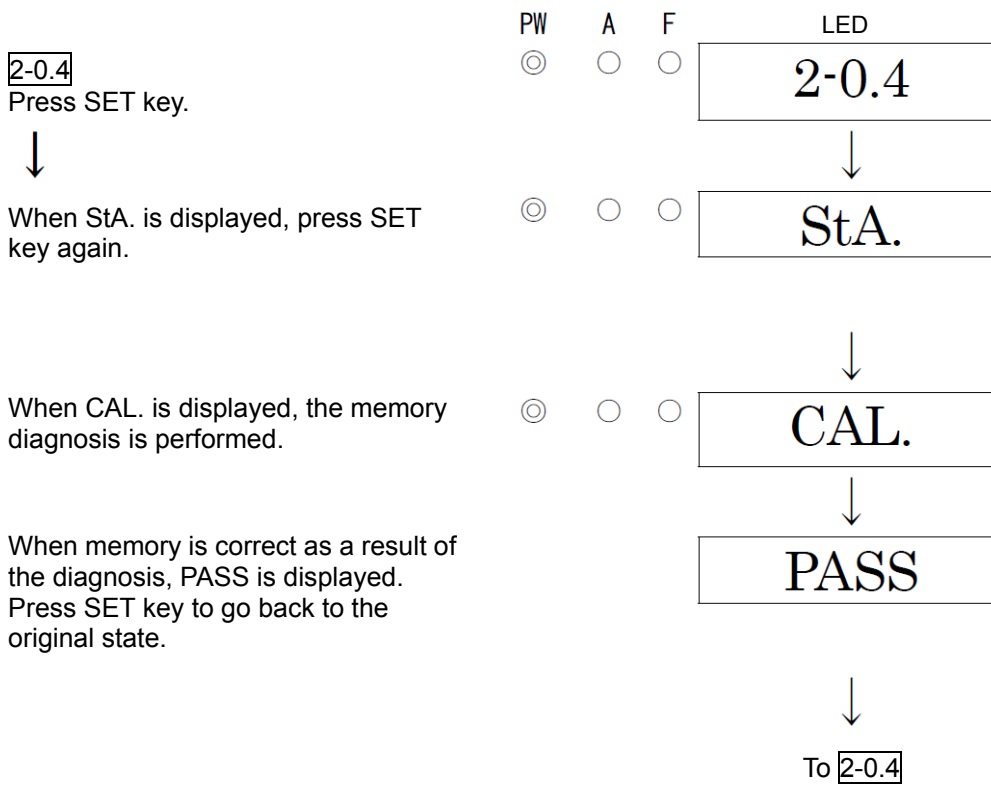 PW A F LED
2-0.4
Press SET key.
2-0.4
↓
↓
When StA. is displayed, press SET
key again.
StA.
↓
When CAL. is displayed, the memory
diagnosis is performed.
CAL.
↓
When memory is correct as a result of
the diagnosis, PASS is displayed.
Press SET key to go back to the
original state.
PASS
↓
To 2-0.4